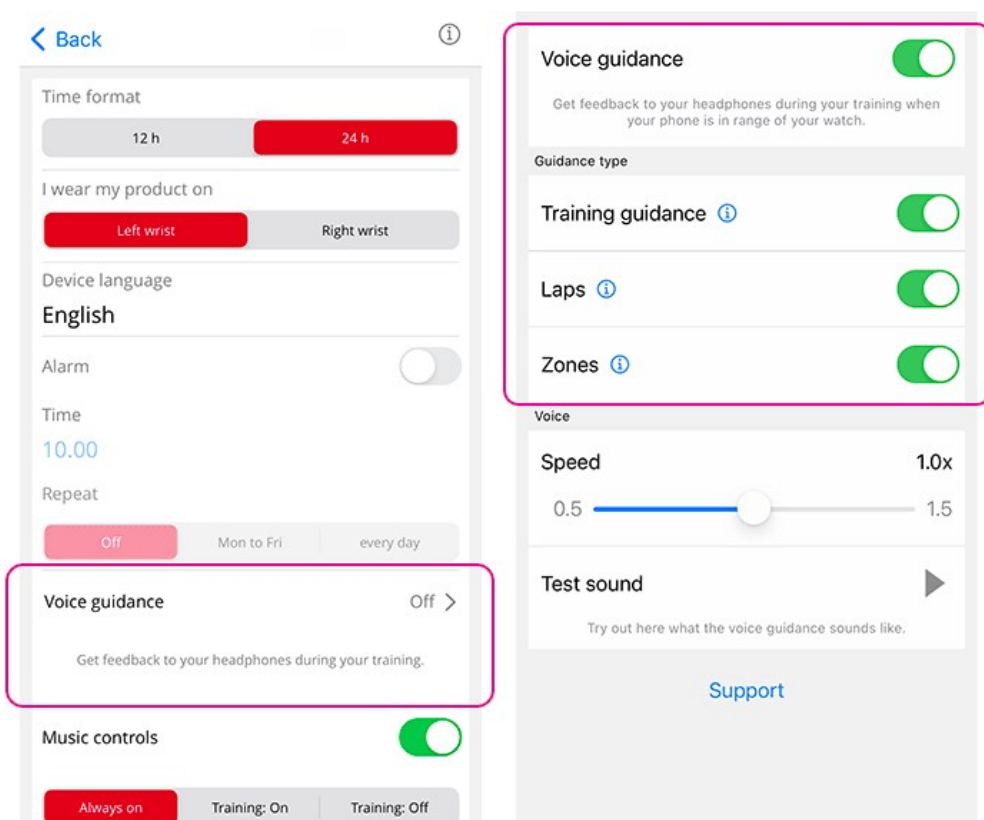 Back
Time format
12 h
24 h
I wear my product on
Left wrist
Right wrist
Device language
English
Alarm
Time
10.00
Repeat
Off
Mon to Fri
every day
Voice guidance
Off
Get feedback to your headphones during your training.
Music controls
Always on
Training: On
Training: Off
Voice guidance
Get feedback to your headphones during your training when
your phone is in range of your watch.
Guidance type
Training guidance
Laps
Zones
Voice
Speed
1.0x
0.5
1.5
Test sound
Try out here what the voice guidance sounds like.
Support